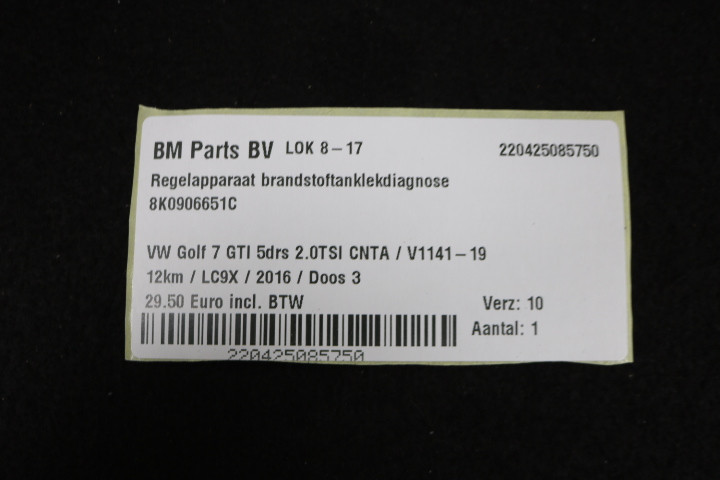 BM Parts BV LOK 8-17 220425085750
Regelapparaat brandstoftanklekdiagnose
8K0906651C
VW Golf 7 GTI 5drs 2.0TSI CNTA / V1141-19
12km / LC9X / 2016 / Doos 3
29.50 Euro incl. BTW Verz: 10
Aantal: 1
220425085750